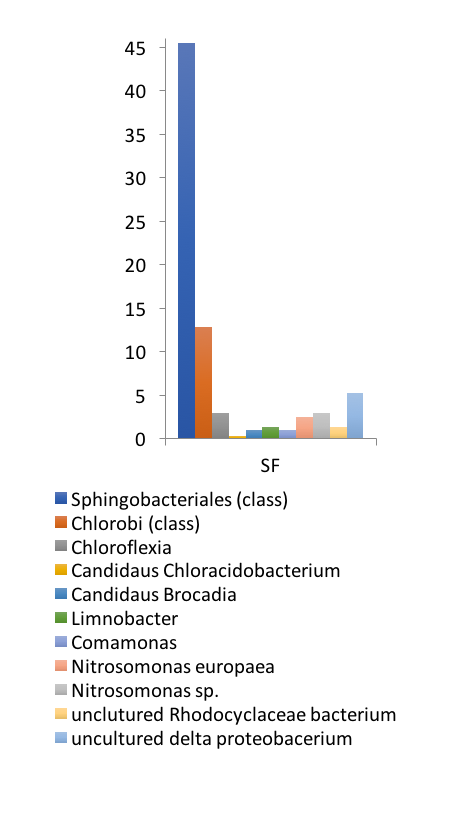 45
40
35
30
25
20
15
10
5
0
SF
Sphingobacteriales (class)
Chlorobi (class)
Chloroflexia
Candidaus Chloracidobacterium
Candidaus Brocadia
Limnobacter
Comamonas
Nitrosomonas europaea
Nitrosomonas sp.
unclutured Rhodocyclaceae bacterium
uncultured delta proteobacerium